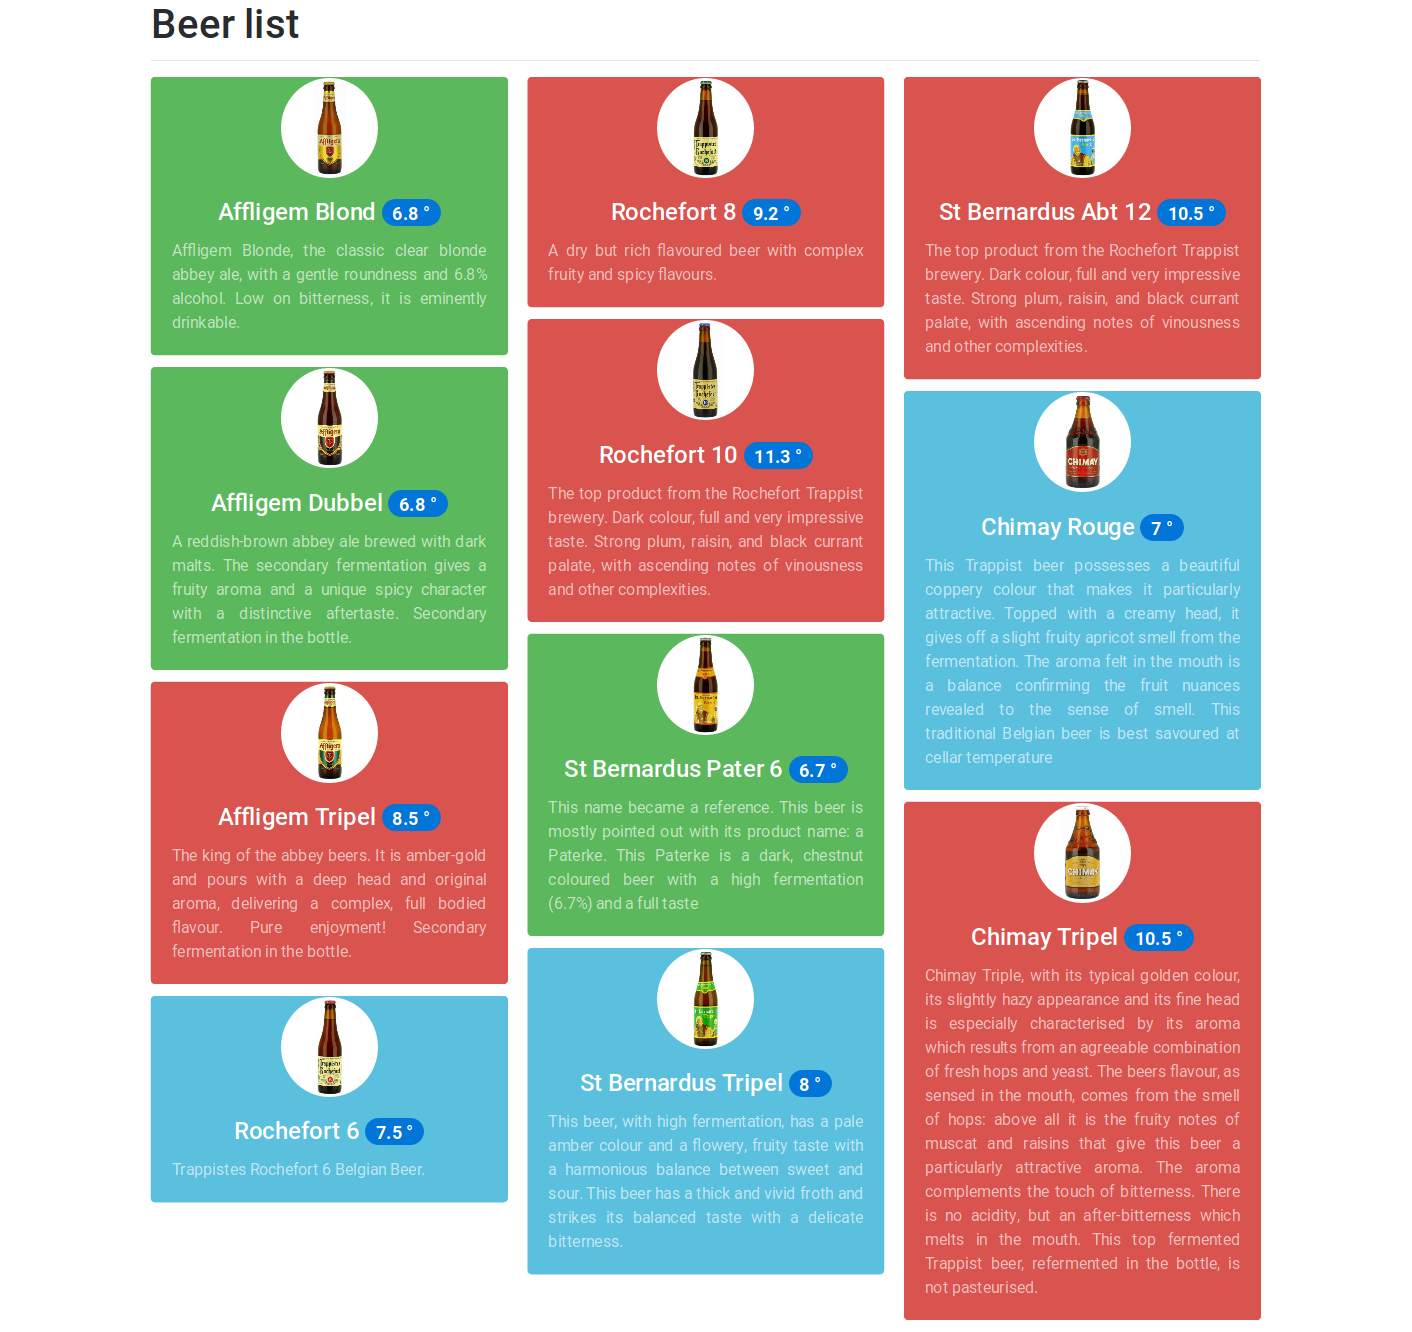 Beer list
Affligem Blond 6.8 °
Affligem Blonde, the classic clear blonde
abbey ale, with a gentle roundness and 6.8%
alcohol. Low on bitterness, it is eminently
drinkable.
Affligem Dubbel 6.8 °
A reddish-brown abbey ale brewed with dark
malts. The secondary fermentation gives a
fruity aroma and a unique spicy character
with a distinctive aftertaste. Secondary
fermentation in the bottle.
Affligem Tripel 8.5 °
The king of the abbey beers. It is amber-gold
and pours with a deep head and original
aroma, delivering a complex, full bodied
flavour. Pure enjoyment! Secondary
fermentation in the bottle.
Rochefort 6 7.5 °
Trappistes Rochefort 6 Belgian Beer.
Rochefort 8 9.2 °
A dry but rich flavoured beer with complex
fruity and spicy flavours.
Rochefort 10 11.3 °
The top product from the Rochefort Trappist
brewery. Dark colour, full and very impressive
taste. Strong plum, raisin, and black currant
palate, with ascending notes of vinousness
and other complexities.
St Bernardus Pater 6 6.7 °
This name became a reference. This beer is
mostly pointed out with its product name: a
Paterke. This Paterke is a dark, chestnut
coloured beer with a high fermentation
(6.7%) and a full taste
St Bernardus Tripel 8 °
This beer, with high fermentation, has a pale
amber colour and a flowery, fruity taste with
a harmonious balance between sweet and
sour. This beer has a thick and vivid froth and
strikes its balanced taste with a delicate
bitterness.
St Bernardus Abt 12 10.5 °
The top product from the Rochefort Trappist
brewery. Dark colour, full and very impressive
taste. Strong plum, raisin, and black currant
palate, with ascending notes of vinousness
and other complexities.
CHIMAY
Chimay Rouge 7 °
This Trappist beer possesses a beautiful
coppery colour that makes it particularly
attractive. Topped with a creamy head, it
gives off a slight fruity apricot smell from the
fermentation. The aroma felt in the mouth is
a balance confirming the fruit nuances
revealed to the sense of smell. This
traditional Belgian beer is best savoured at
cellar temperature
CHIMAY
Chimay Tripel 10.5 °
Chimay Triple, with its typical golden colour,
its slightly hazy appearance and its fine head
is especially characterised by its aroma
which results from an agreeable combination
of fresh hops and yeast. The beers flavour, as
sensed in the mouth, comes from the smell
of hops: above all it is the fruity notes of
muscat and raisins that give this beer a
particularly attractive aroma. The aroma
complements the touch of bitterness. There
is no acidity, but an after-bitterness which
melts in the mouth. This top fermented
Trappist beer, refermented in the bottle, is
not pasteurised.